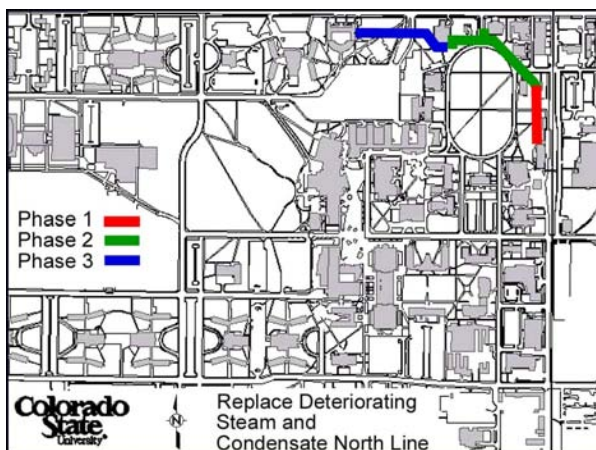 Phase 1
Phase 2
Phase 3
Colorado
State
University
N
Replace Deteriorating
Steam and
Condensate North Line